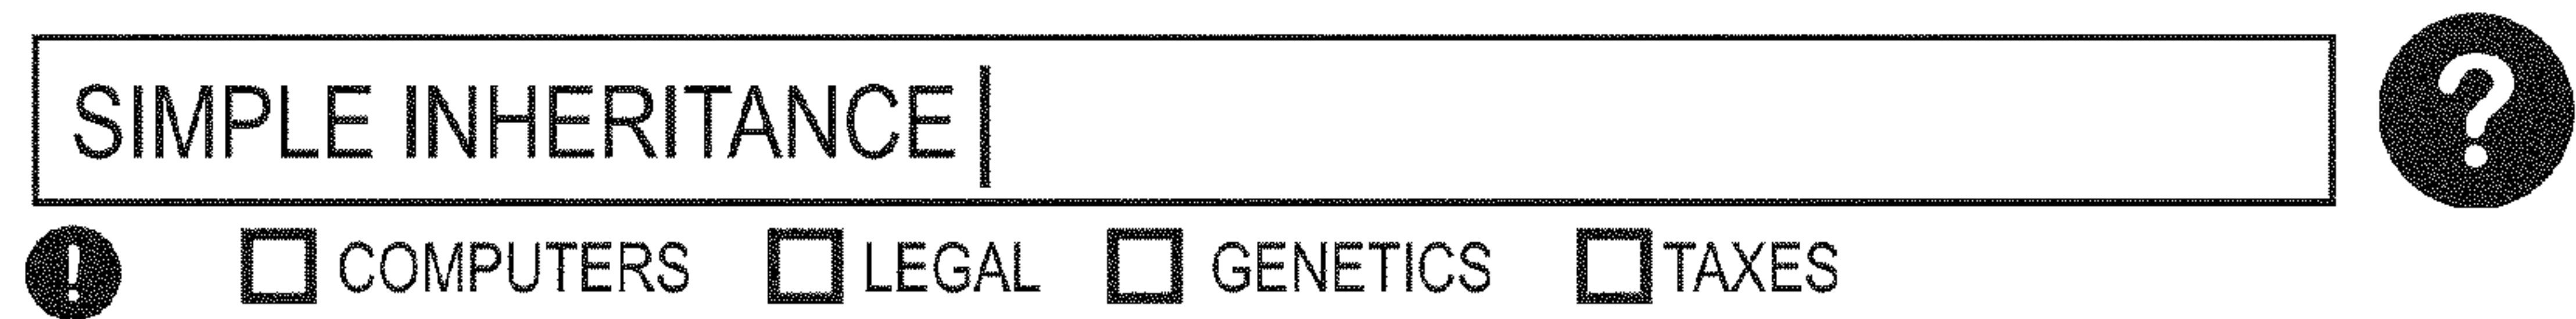 SIMPLE INHERITANCE ?
! COMPUTERS LEGAL GENETICS TAXES